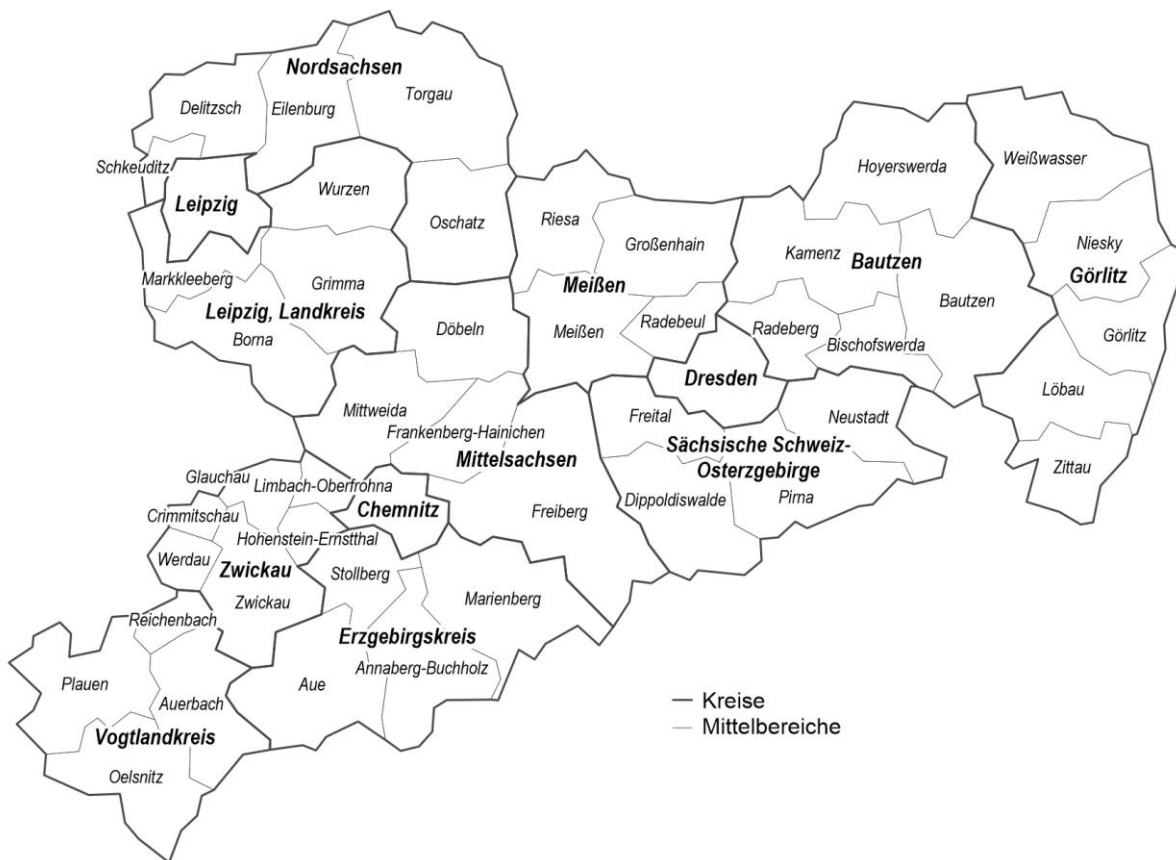 Nordsachsen
Delitzsch
Eilenburg
Torgau
Schkeuditz
Leipzig
Wurzen
Oschatz
Riesa
Großenhain
Hoyerswerda
Weißwasser
Markkleeberg
Grimma
Meißen
Kamenz
Bautzen
Niesky
Görlitz
Leipzig, Landkreis
Borna
Döbeln
Meißen
Radebeul
Radeberg
Bischofswerda
Bautzen
Görlitz
Dresden
Löbau
Mittweida
Frankenberg-Hainichen
Mittelsachsen
Freital
Neustadt
Sächsische Schweiz-
Osterzgebirge
Zittau
Glauchau
Limbach-Oberfrohna
Chemnitz
Freiberg
Dippoldiswalde
Pirna
Crimmitschau
Hohenstein-Ernstthal
Werdau
Zwickau
Zwickau
Stollberg
Marienberg
Reichenbach
Erzgebirgskreis
Annaberg-Buchholz
Aue
Plauen
Auerbach
Vogtlandkreis
Oelsnitz
Kreise
Mittelbereiche